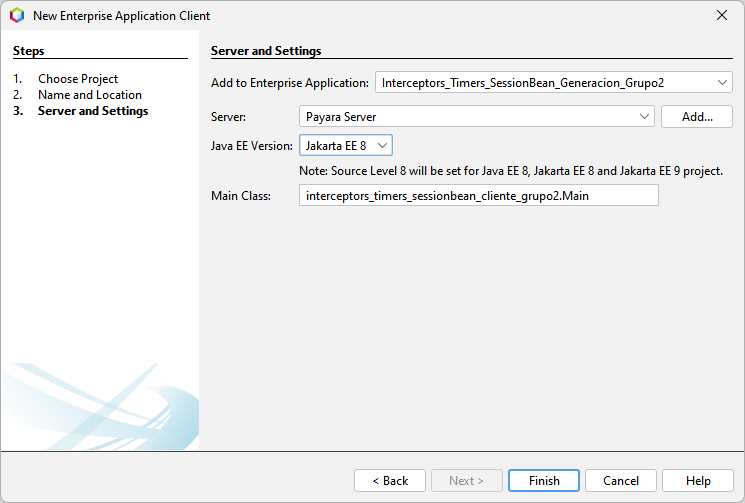 New Enterprise Application Client
Steps
1. Choose Project
2. Name and Location
3. Server and Settings
Server and Settings
Add to Enterprise Application: Interceptors_Timers_SessionBean_Generacion_Grupo2
Server: Payara Server Add...
Java EE Version: Jakarta EE 8
Note: Source Level 8 will be set for Java EE 8, Jakarta EE 8 and Jakarta EE 9 project.
Main Class: interceptors_timers_sessionbean_cliente_grupo2.Main
< Back Next > Finish Cancel Help